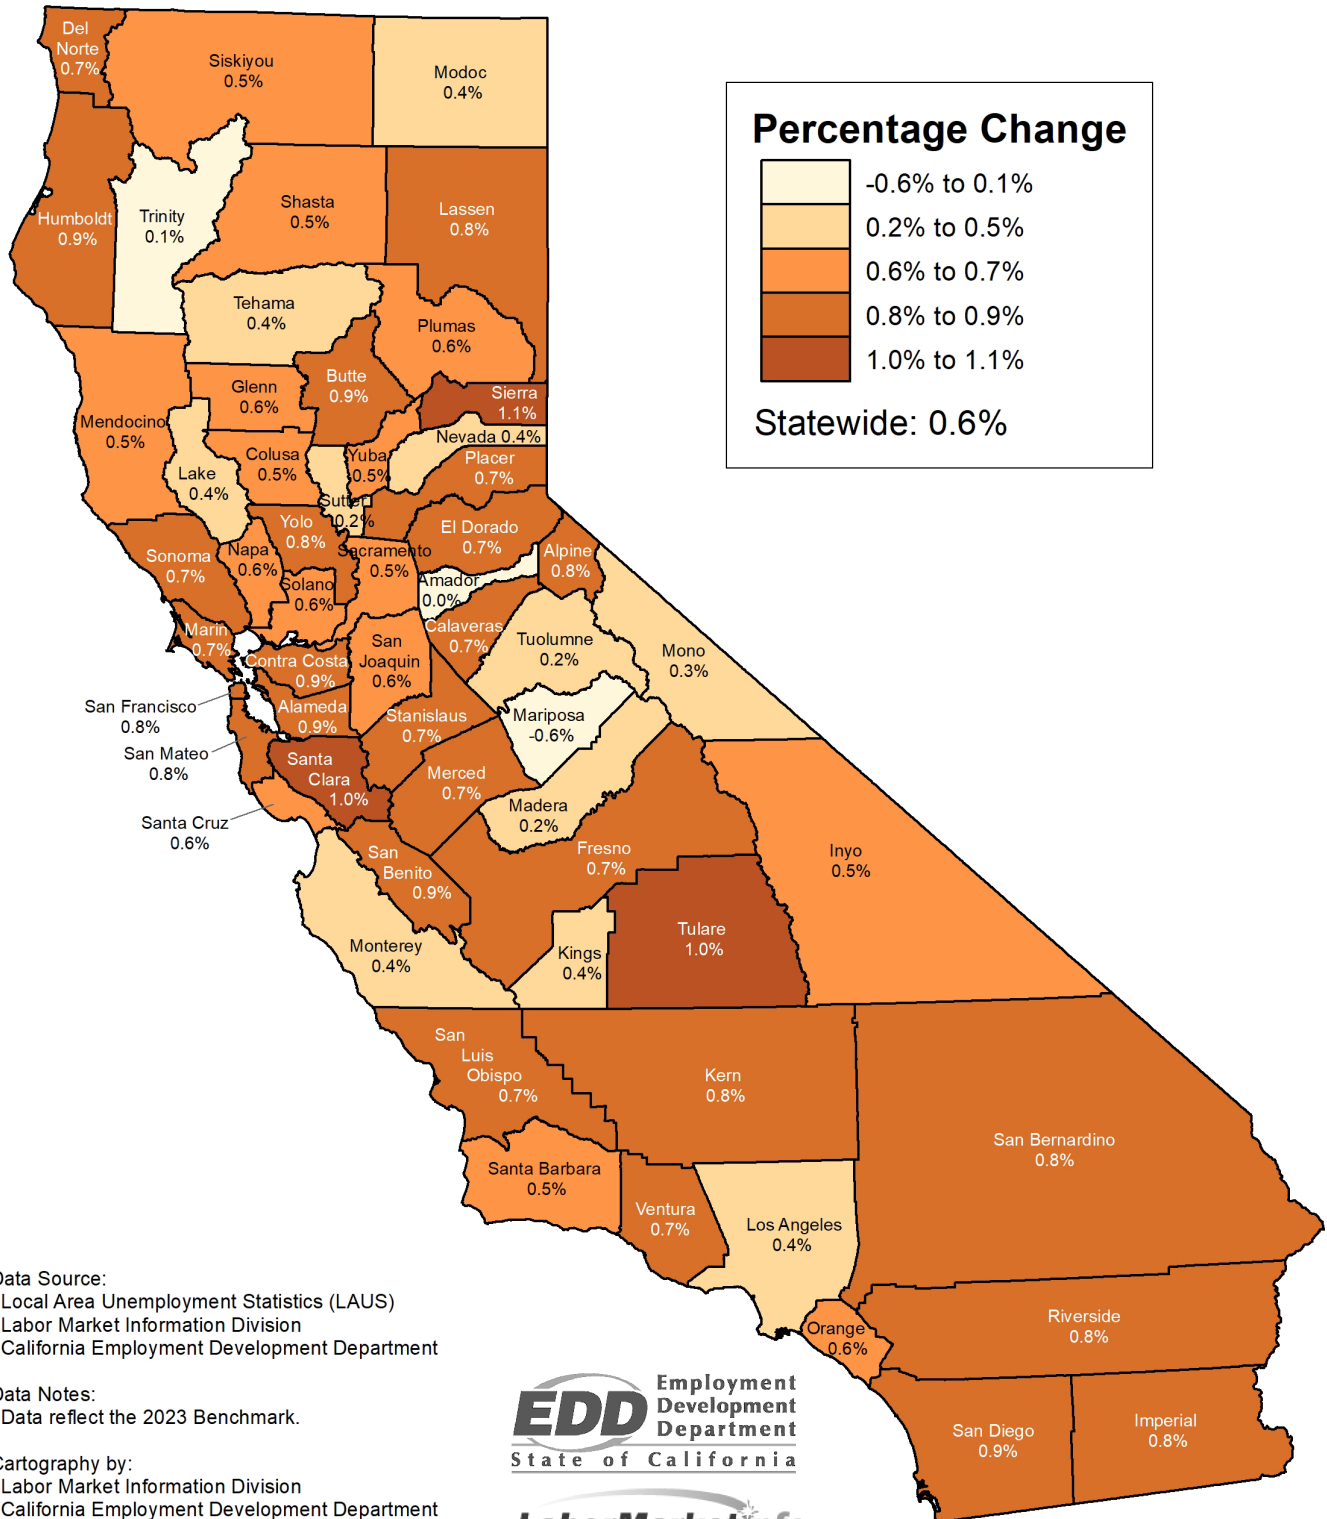 Del
Norte
0.7%
Siskiyou
0.5%
Modoc
0.4%
Percentage Change
-0.6% to 0.1%
0.2% to 0.5%
0.6% to 0.7%
0.8% to 0.9%
1.0% to 1.1%
Statewide: 0.6%
Humboldt
0.9%
Trinity
0.1%
Shasta
0.5%
Lassen
0.8%
Tehama
0.4%
Plumas
0.6%
Glenn
0.6%
Butte
0.9%
Sierra
1.1%
Mendocino
0.5%
Nevada 0.4%
Lake
0.4%
Colusa
0.5%
Yuba
0.5%
Placer
0.7%
Sutter
0.2%
Sonoma
0.7%
Napa
0.6%
Yolo
0.8%
Sacramento
0.5%
El Dorado
0.7%
Alpine
0.8%
Solano
0.6%
Amador
0.0%
Marin
0.7%
Contra Costa
0.9%
San
Joaquin
0.6%
Calaveras
0.7%
Tuolumne
0.2%
Mono
0.3%
San Francisco
0.8%
Alameda
0.9%
Stanislaus
0.7%
Mariposa
-0.6%
San Mateo
0.8%
Santa
Clara
1.0%
Merced
0.7%
Madera
0.2%
Santa Cruz
0.6%
San
Benito
0.9%
Fresno
0.7%
Inyo
0.5%
Monterey
0.4%
Kings
0.4%
Tulare
1.0%
San
Luis
Obispo
0.7%
Kern
0.8%
San Bernardino
0.8%
Santa Barbara
0.5%
Ventura
0.7%
Los Angeles
0.4%
Orange
0.6%
Riverside
0.8%
San Diego
0.9%
Imperial
0.8%
Data Source:
Local Area Unemployment Statistics (LAUS)
Labor Market Information Division
California Employment Development Department
Data Notes:
Data reflect the 2023 Benchmark.
Cartography by:
Labor Market Information Division
California Employment Development Department
EDD
Employment
Development
Department
State of California
LaborMarketInfo